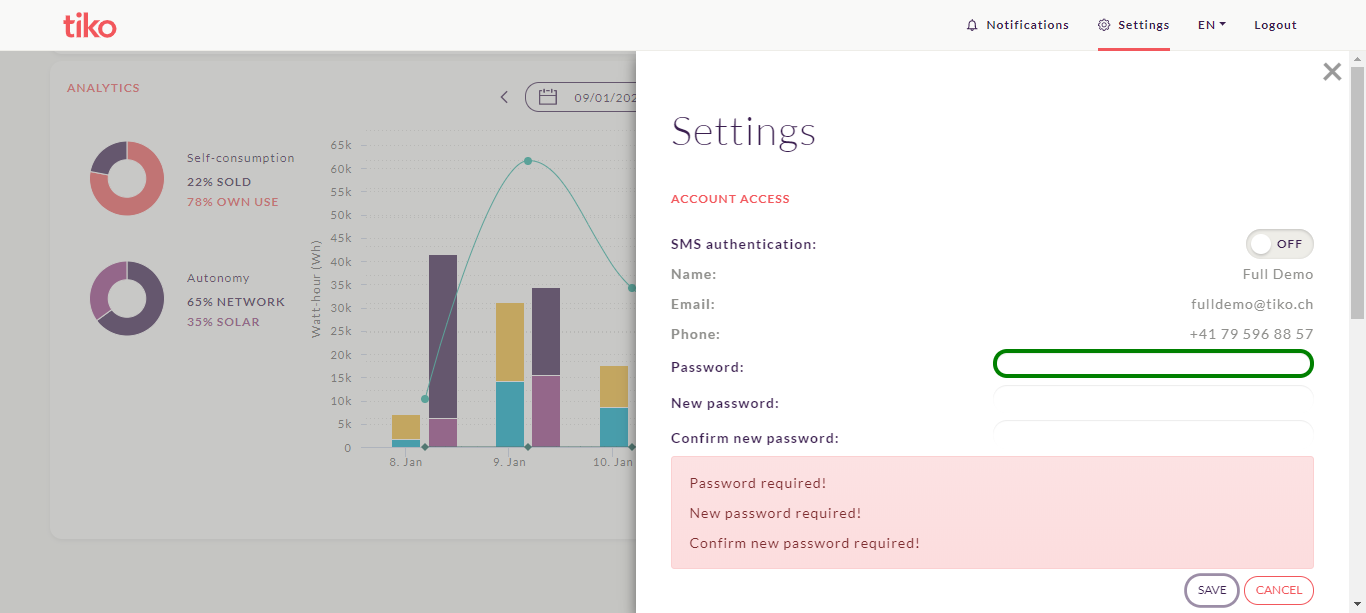 tiko
Notifications
Settings
EN
Logout
ANALYTICS
09/01/202
Self-consumption
22% SOLD
78% OWN USE
Autonomy
65% NETWORK
35% SOLAR
Watt-hour (Wh)
65k
60k
55k
50k
45k
40k
35k
30k
25k
20k
15k
10k
5k
0
8. Jan
9. Jan
10. Jan
Settings
ACCOUNT ACCESS
SMS authentication: OFF
Name: Full Demo
Email: fulldemo@tiko.ch
Phone: +41 79 596 88 57
Password:
New password:
Confirm new password:
Password required!
New password required!
Confirm new password required!
SAVE CANCEL